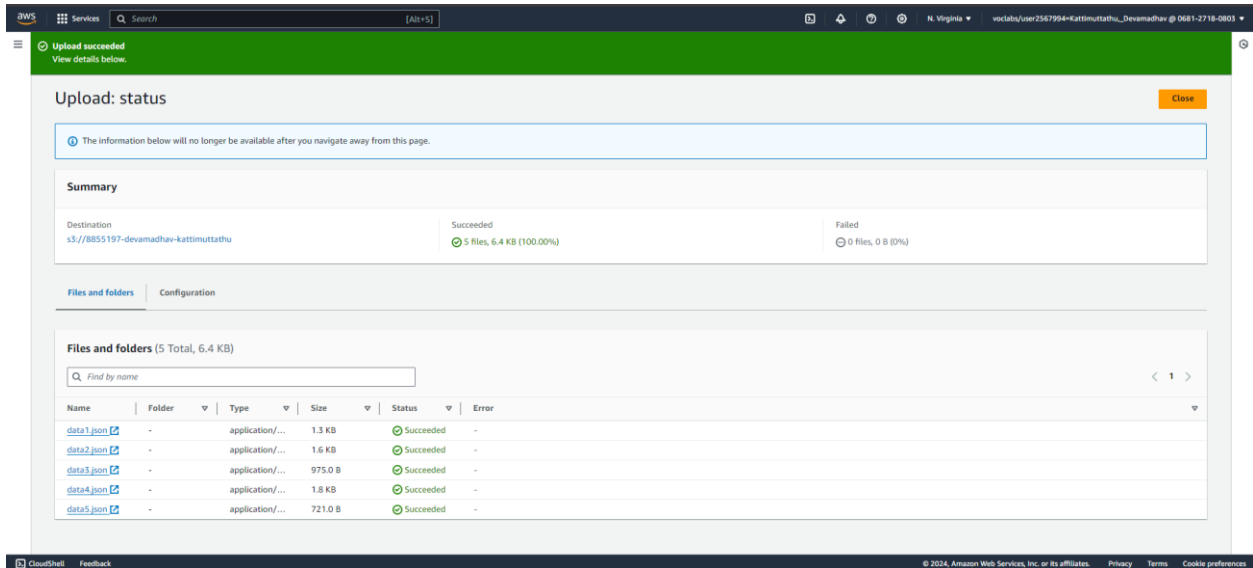 aws Services Search [Alt+S] N. Virginia voclabs/user2567994=Kattimuttathu,_Devamadhav @ 0681-2718-0803
Upload succeeded
View details below.
Upload: status
Close
The information below will no longer be available after you navigate away from this page.
Summary
Destination Succeeded Failed
s3://8855197-devamadhav-kattimuttathu 5 files, 6.4 KB (100.00%) 0 files, 0 B (0%)
Files and folders Configuration
Files and folders (5 Total, 6.4 KB)
Find by name 1
Name Folder Type Size Status Error
data1.json - application/... 1.3 KB Succeeded -
data2.json - application/... 1.6 KB Succeeded -
data3.json - application/... 975.0 B Succeeded -
data4.json - application/... 1.8 KB Succeeded -
data5.json - application/... 721.0 B Succeeded -
CloudShell Feedback © 2024, Amazon Web Services, Inc. or its affiliates. Privacy Terms Cookie preferences